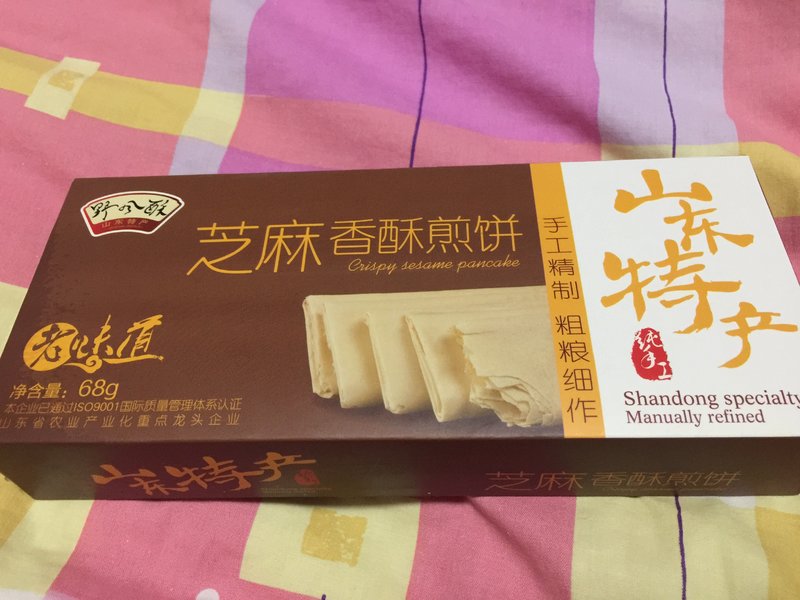 野风酥
山东特产
芝麻香酥煎饼
Crispy sesame pancake
老味道
净含量：68g
本企业已通过ISO9001国际质量管理体系认证
山东省农业产业化重点龙头企业
手工精制 粗粮细作
山东特产
纯手工
Shandong specialty
Manually refined
山东特产
芝麻香酥煎饼